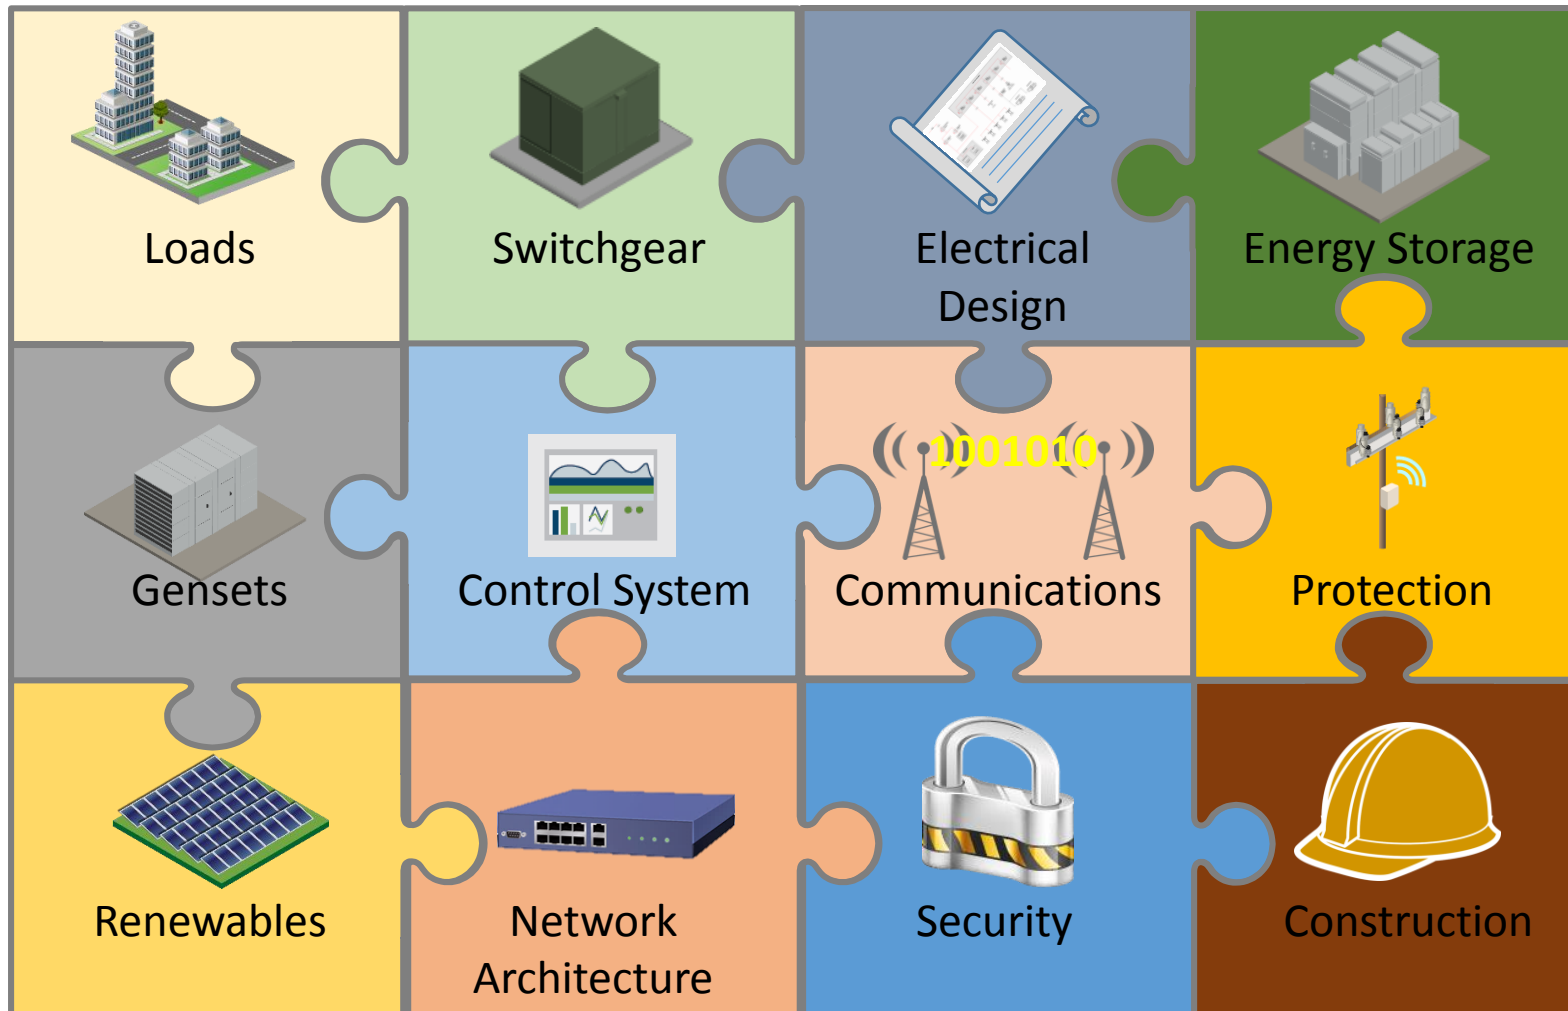 Loads
Switchgear
Electrical
Design
Energy Storage
Gensets
Control System
1001010
Communications
Protection
Renewables
Network
Architecture
Security
Construction